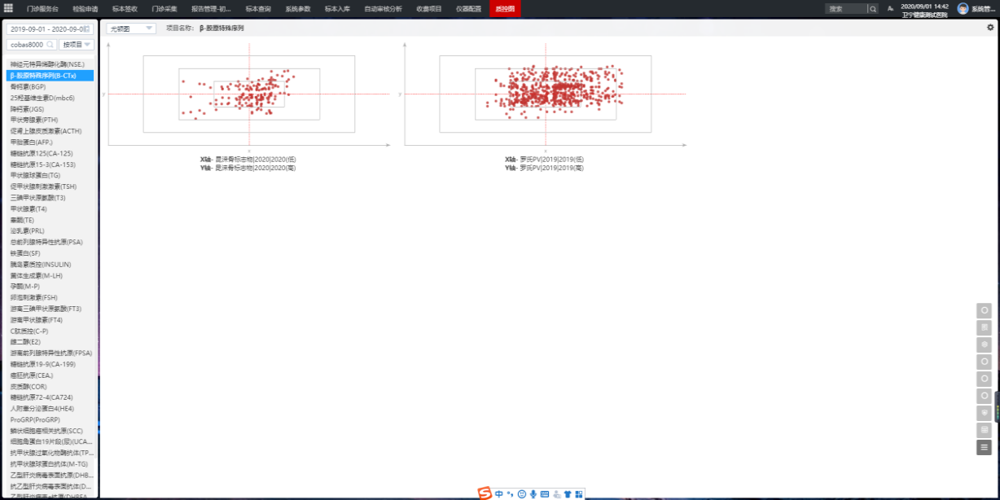 门诊服务台 检验申请 标本签收 门诊采集 报告管理-初... 标本查询 系统参数 标本入库 自动审核分析 收费项目 仪器配置 质控图 搜索 2020/09/01 14:42 系统管...
卫宁健康测试医院
2019-09-01 - 2020-09-0
尤顿图 项目名称: β-胶原特殊序列
cobas8000 按项目
神经元特异烯醇化酶(NSE.)
β-胶原特殊序列(B-CTx)
骨钙素(BGP)
25羟基维生素D(mbc6)
降钙素(JGS)
甲状旁腺素(PTH)
促肾上腺皮质激素(ACTH)
甲胎蛋白(AFP.)
糖链抗原125(CA-125)
糖链抗原15-3(CA-153)
甲状腺球蛋白(TG)
促甲状腺刺激激素(TSH)
三碘甲状原氨酸(T3)
甲状腺素(T4)
睾酮(TE)
泌乳素(PRL)
总前列腺特异性抗原(PSA)
铁蛋白(SF)
胰岛素质控(INSULIN)
黄体生成素(M-LH)
孕酮(M-P)
卵泡刺激素(FSH)
游离三碘甲状原氨酸(FT3)
游离甲状腺素(FT4)
C肽质控(C-P)
雌二醇(E2)
游离前列腺特异性抗原(FPSA)
糖链抗原19-9(CA-199)
癌胚抗原(CEA.)
皮质醇(COR)
糖链抗原72-4(CA724)
人附睾分泌蛋白4(HE4)
ProGRP(ProGRP)
鳞状细胞癌相关抗原(SCC)
细胞角蛋白19片段(尿)(UCA...
抗甲状腺过氧化物酶抗体(TP...
抗甲状腺球蛋白抗体(M-TG)
乙型肝炎病毒表面抗原(DHB...
抗乙型肝炎病毒表面抗体(D...
乙型肝炎病毒e抗原(DHBEA
y
x
X轴- 昆涞骨标志物|2020|2020(低)
Y轴- 昆涞骨标志物|2020|2020(高)
y
x
X轴- 罗氏PV|2019|2019(低)
Y轴- 罗氏PV|2019|2019(高)
中